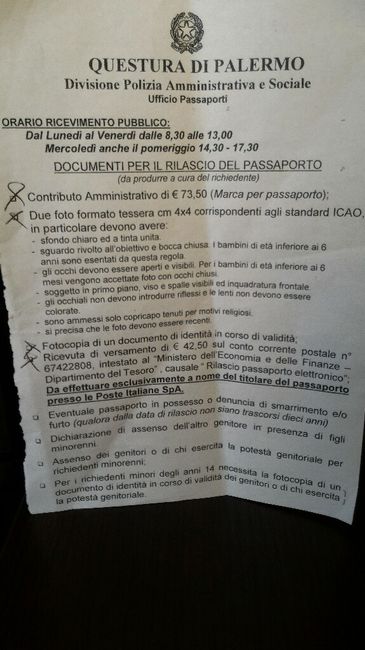 QUESTURA DI PALERMO
Divisione Polizia Amministrativa e Sociale
Ufficio Passaporti
ORARIO RICEVIMENTO PUBBLICO:
Dal Lunedì al Venerdì dalle 8,30 alle 13,00
Mercoledì anche il pomeriggio 14,30 - 17,30
DOCUMENTI PER IL RILASCIO DEL PASSAPORTO
(da produrre a cura del richiedente)
Contributo Amministrativo di € 73,50 (Marca per passaporto);
Due foto formato tessera cm 4x4 corrispondenti agli standard ICAO,
in particolare devono avere:
- sfondo chiaro ed a tinta unita.
- sguardo rivolto all'obiettivo e bocca chiusa. I bambini di età inferiore ai 6
anni sono esentati da questa regola.
- gli occhi devono essere aperti e visibili. Per i bambini di età inferiore ai 6
mesi vengono accettate foto con occhi chiusi.
- soggetto in primo piano, viso e spalle visibili ed inquadratura frontale.
- gli occhiali non devono introdurre riflessi e le lenti non devono essere
colorate.
- sono ammessi solo copricapo tenuti per motivi religiosi.
- si precisa che le foto devono essere recenti.
Fotocopia di un documento di identità in corso di validità;
Ricevuta di versamento di € 42,50 sul conto corrente postale n°
67422808, intestato al "Ministero dell'Economia e delle Finanze –
Dipartimento del Tesoro", causale "Rilascio passaporto elettronico";
Da effettuare esclusivamente a nome del titolare del passaporto
presso le Poste Italiane SpA.
Eventuale passaporto in possesso o denuncia di smarrimento e/o
furto (qualora dalla data di rilascio non siano trascorsi dieci anni)
Dichiarazione di assenso dell'altro genitore in presenza di figli
minorenni.
Assenso dei genitori o di chi esercita la potestà genitoriale per
richiedenti minorenni;
Per i richiedenti minori degli anni 14 necessita la fotocopia di un
documento di identità in corso di validità dei genitori o di chi esercita
la potestà genitoriale.